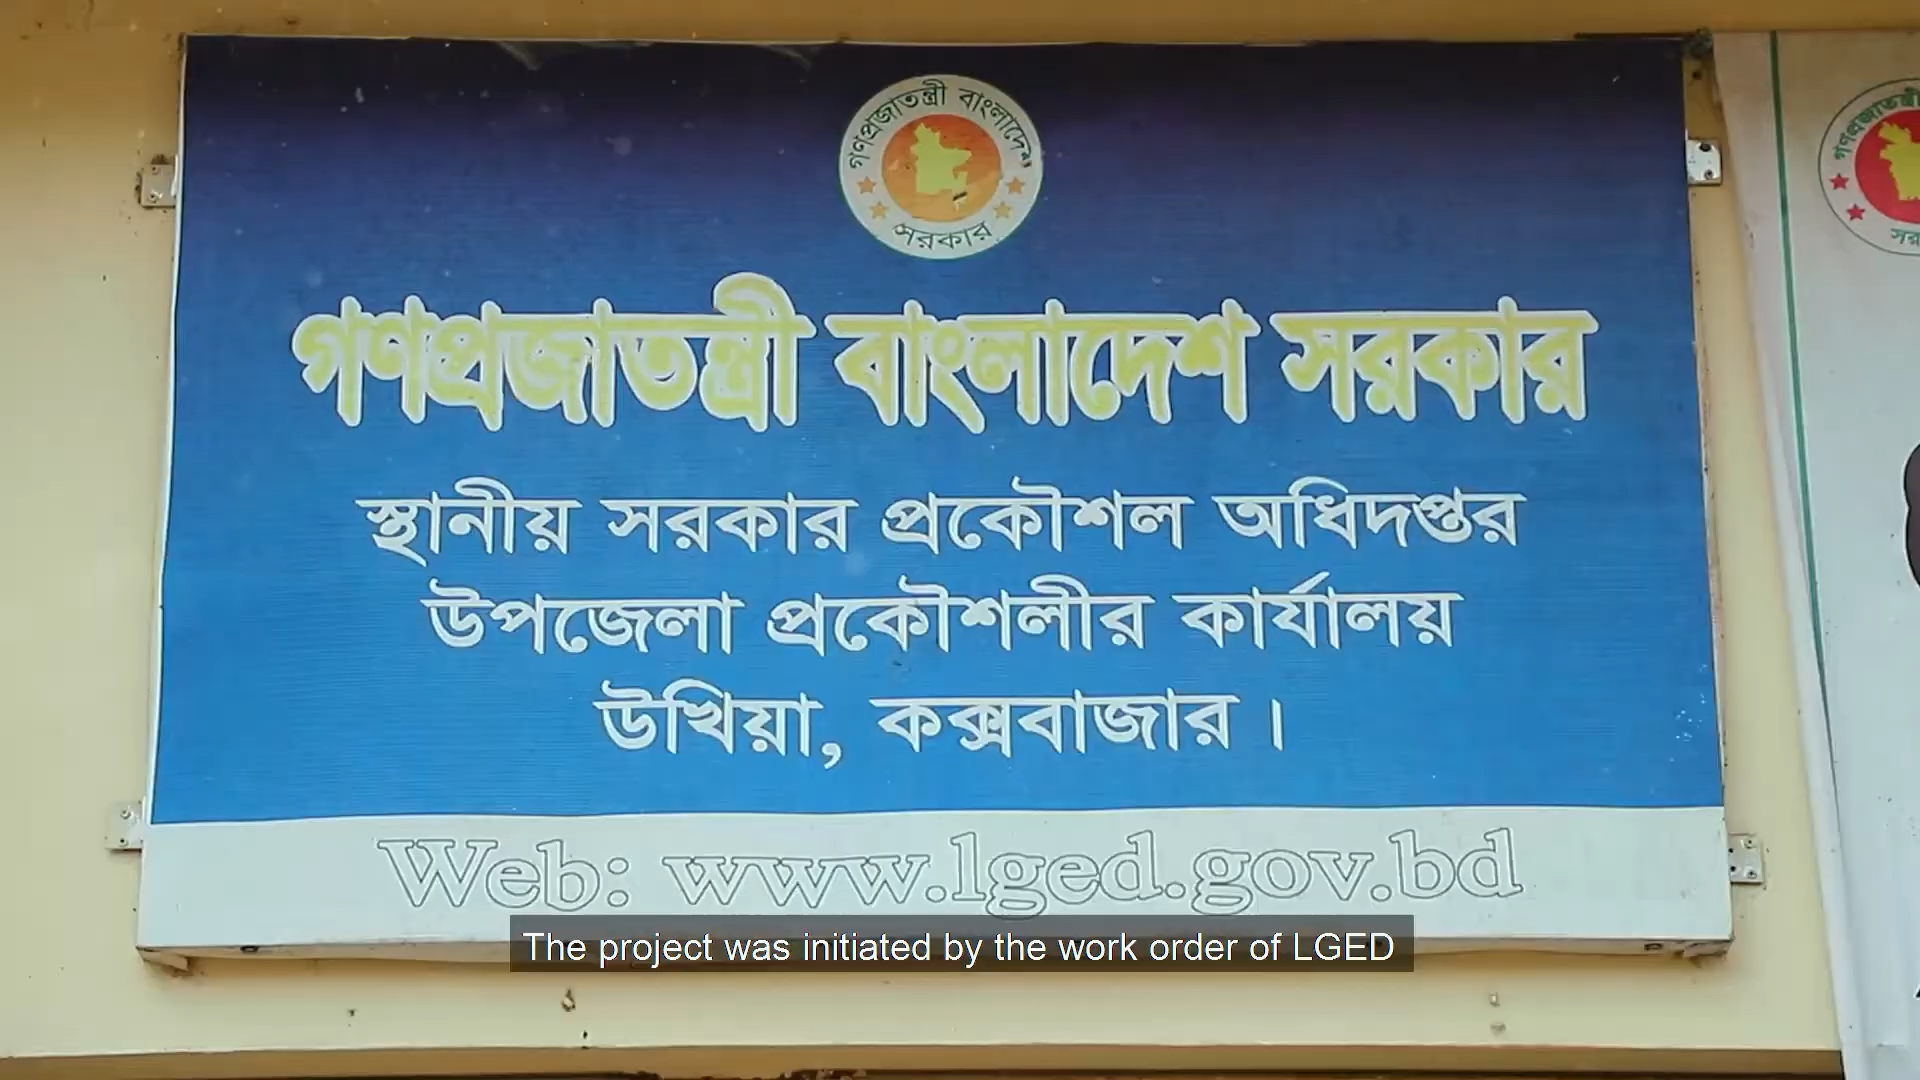 গণপ্রজাতন্ত্রী বাংলাদেশ
সরকার
গণপ্রজাতন্ত্রী বাংলাদেশ সরকার
স্থানীয় সরকার প্রকৌশল অধিদপ্তর
উপজেলা প্রকৌশলীর কার্যালয়
উখিয়া, কক্সবাজার।
Web: www.lged.gov.bd
The project was initiated by the work order of LGED